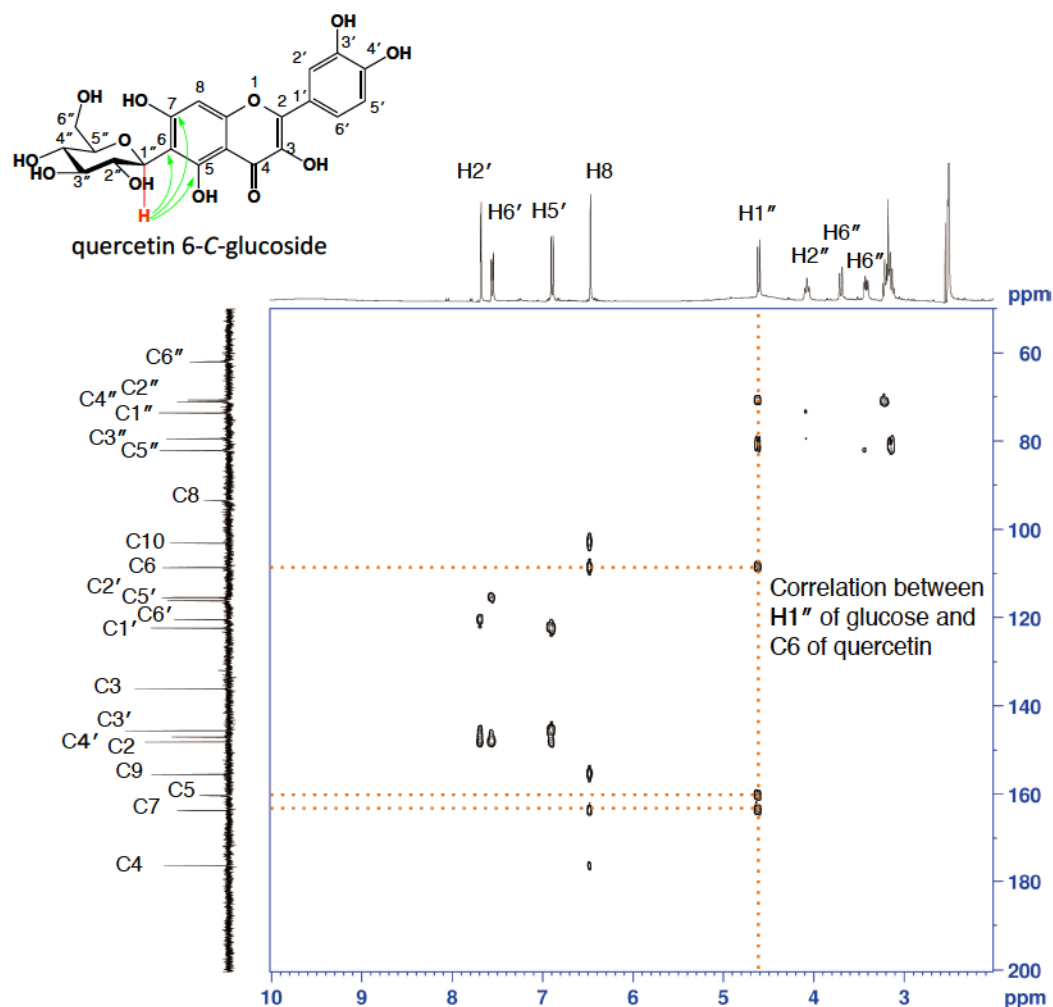 OH
3′
4′
OH
2′
8
1
O
2
1′
5′
OH
HO
7
6′
6″
4″
5″
O
1″
6
3
OH
HO
HO
3″
2″
OH
5
4
OH
O
H
quercetin 6-C-glucoside
H2′
H6′
H5′
H8
H1″
H2″
H6″
H6″
ppm
C6″
C2″
C4″
C1″
C3″
C5″
C8
C10
C6
C2′
C5′
C6′
C1′
C3
C3′
C4′
C2
C9
C5
C7
C4
Correlation between
H1″ of glucose and
C6 of quercetin
60
80
100
120
140
160
180
200
10
9
8
7
6
5
4
3
ppm